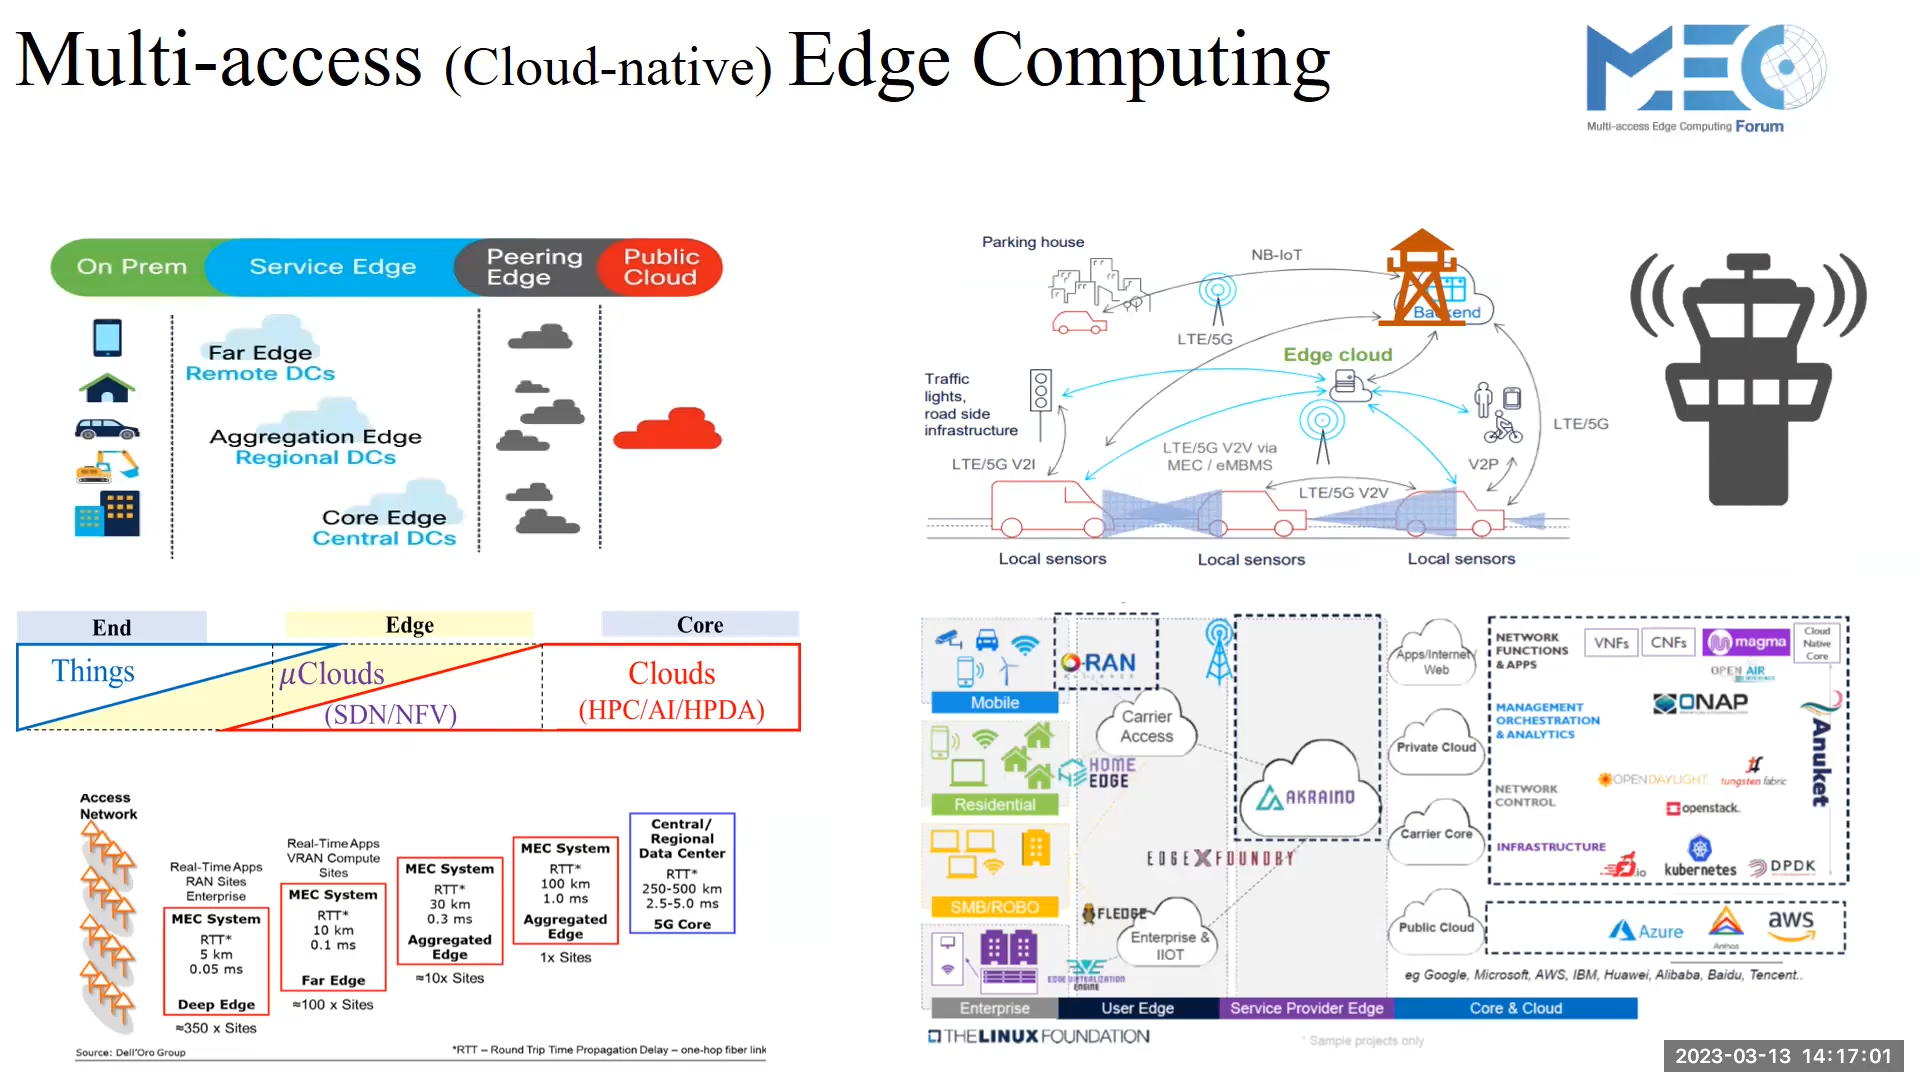 Multi-access (Cloud-native) Edge Computing
MEC
Multi-access Edge Computing Forum
On Prem
Service Edge
Peering
Edge
Public
Cloud
Far Edge
Remote DCs
Aggregation Edge
Regional DCs
Core Edge
Central DCs
Parking house
NB-IoT
Backend
LTE/5G
Edge cloud
Traffic
lights,
road side
infrastructure
LTE/5G
LTE/5G V2V via
MEC / eMBMS
LTE/5G V2I
V2P
LTE/5G V2V
Local sensors
Local sensors
Local sensors
End
Edge
Core
Things
μClouds
(SDN/NFV)
Clouds
(HPC/AI/HPDA)
Access
Network
Real-Time Apps
RAN Sites
Enterprise
MEC System
RTT*
5 km
0.05 ms
Deep Edge
≈350 x Sites
Real-Time Apps
VRAN Compute
Sites
MEC System
RTT*
10 km
0.1 ms
Far Edge
≈100 x Sites
MEC System
RTT*
30 km
0.3 ms
Aggregated
Edge
≈10x Sites
MEC System
RTT*
100 km
1.0 ms
Aggregated
Edge
1x Sites
Central/
Regional
Data Center
RTT*
250-500 km
2.5-5.0 ms
5G Core
Source: Dell'Oro Group
*RTT – Round Trip Time Propagation Delay – one-hop fiber link
Mobile
Residential
SMB/ROBO
Enterprise
User Edge
Service Provider Edge
Core & Cloud
O-RAN
ALLIANCE
Carrier
Access
HOME
EDGE
AKRAINO
EDGE X FOUNDRY
FLEDGE
Enterprise &
IIOT
EDGE VIRTUALIZATION
ENGINE
Apps/Internet/
Web
Private Cloud
Carrier Core
Public Cloud
NETWORK
FUNCTIONS
& APPS
VNFs
CNFs
magma
Cloud
Native
Core
OPEN AIR
MANAGEMENT
ORCHESTRATION
& ANALYTICS
ONAP
Anuket
NETWORK
CONTROL
OPENDAYLIGHT
tungsten fabric
openstack.
INFRASTRUCTURE
.io
kubernetes
DPDK
Azure
Anthos
aws
eg Google, Microsoft, AWS, IBM, Huawei, Alibaba, Baidu, Tencent..
THE LINUX FOUNDATION
* Sample projects only
2023-03-13 14:17:01